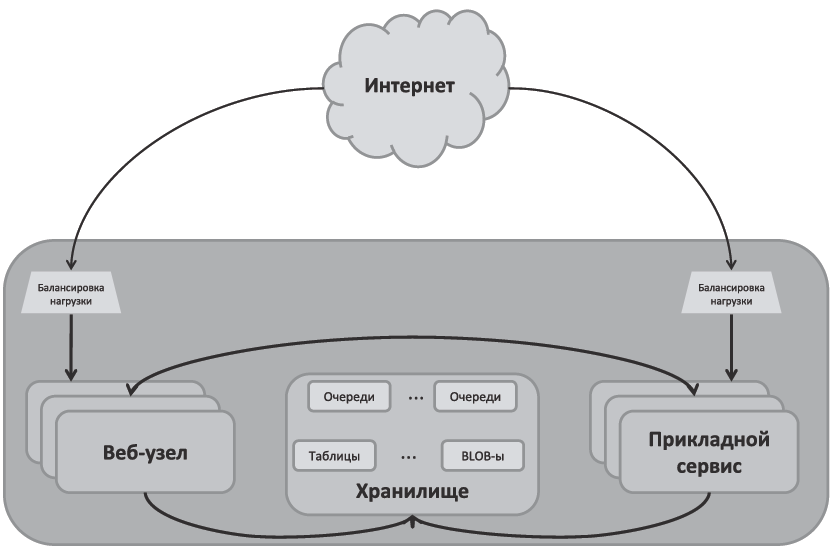 Интернет
Балансировка
нагрузки
Балансировка
нагрузки
Очереди ... Очереди
Веб-узел
Таблицы ... BLOB-ы
Хранилище
Прикладной
сервис